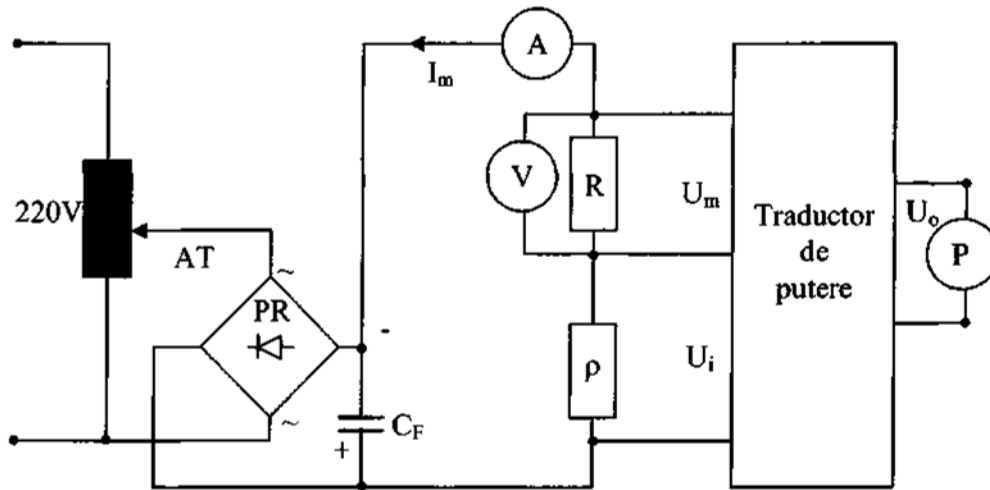 A
I_m
V
R
220V
U_m
Traductor
de
putere
U_o
P
AT
~
PR
-
ρ
U_i
~
+
C_F